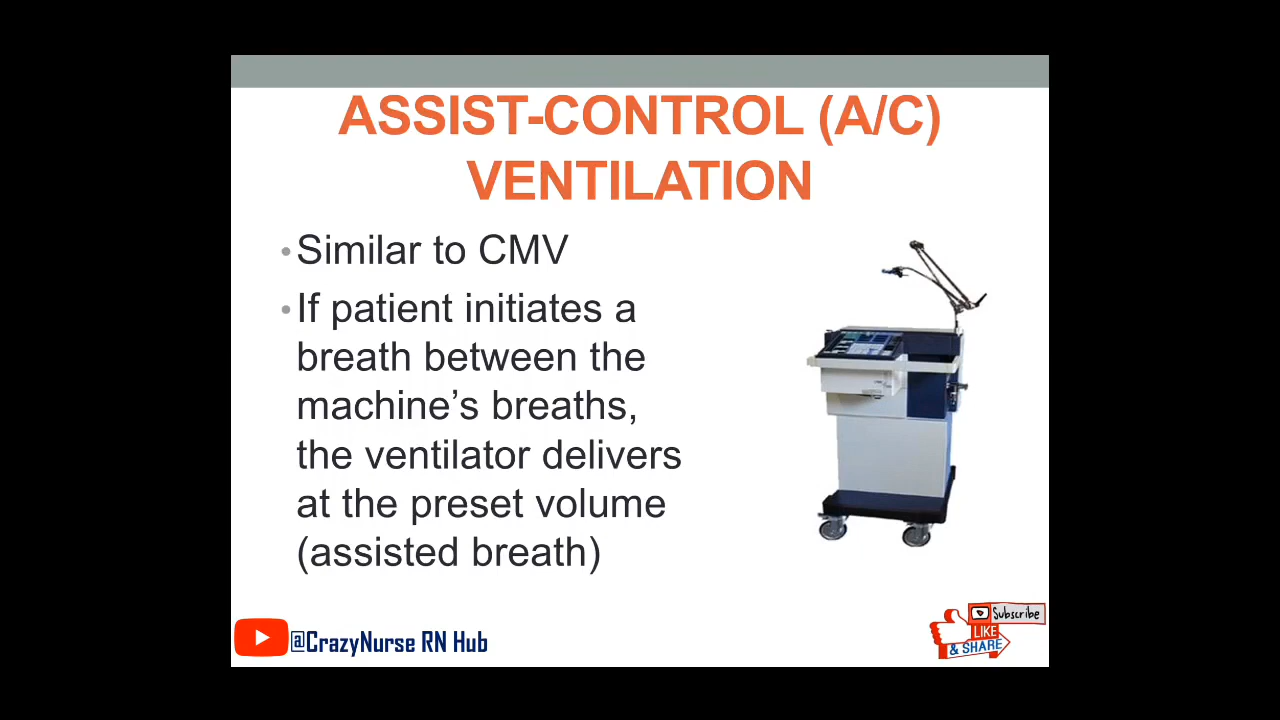 ASSIST-CONTROL (A/C)
VENTILATION
•Similar to CMV
•If patient initiates a
breath between the
machine’s breaths,
the ventilator delivers
at the preset volume
(assisted breath)
@CrazyNurse RN Hub
Subscribe
LIKE
& SHARE